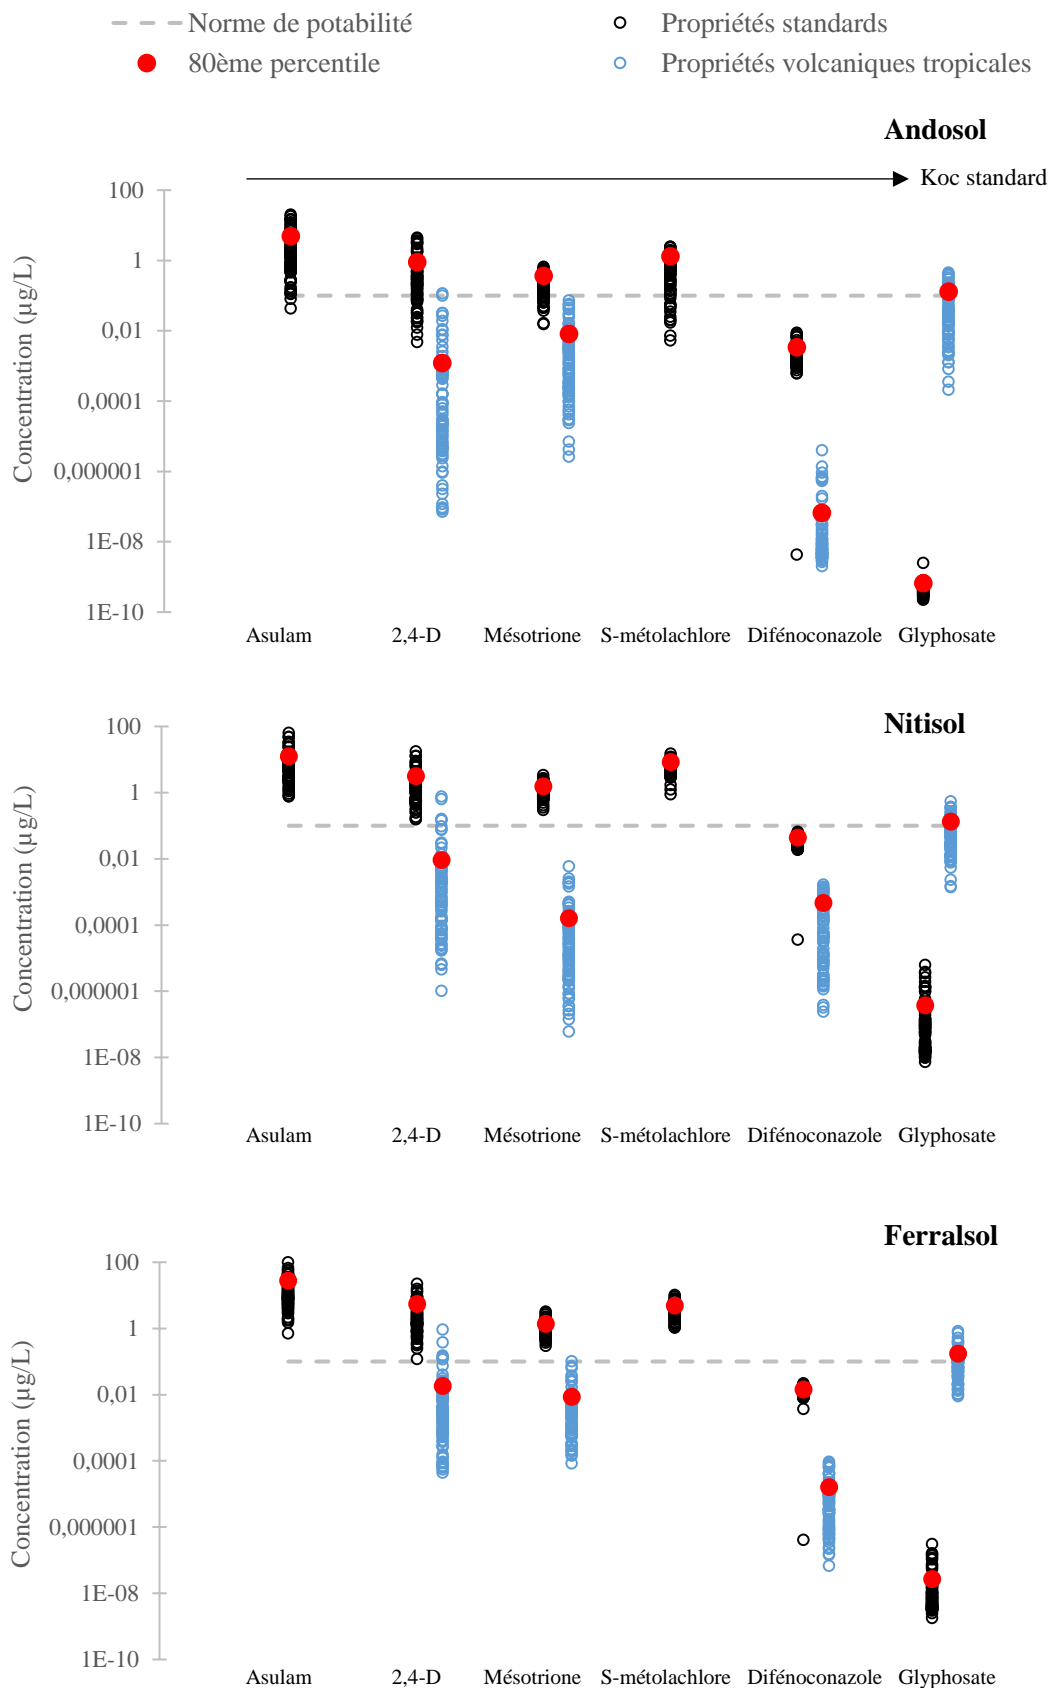 Norme de potabilité
Propriétés standards
80ème percentile
Propriétés volcaniques tropicales
Andosol
Koc standard
Concentration (µg/L)
100
1
0,01
0,0001
0,000001
1E-08
1E-10
Asulam 2,4-D Mésotrione S-métolachlore Difénoconazole Glyphosate
Nitisol
Concentration (µg/L)
100
1
0,01
0,0001
0,000001
1E-08
1E-10
Asulam 2,4-D Mésotrione S-métolachlore Difénoconazole Glyphosate
Ferralsol
Concentration (µg/L)
100
1
0,01
0,0001
0,000001
1E-08
1E-10
Asulam 2,4-D Mésotrione S-métolachlore Difénoconazole Glyphosate